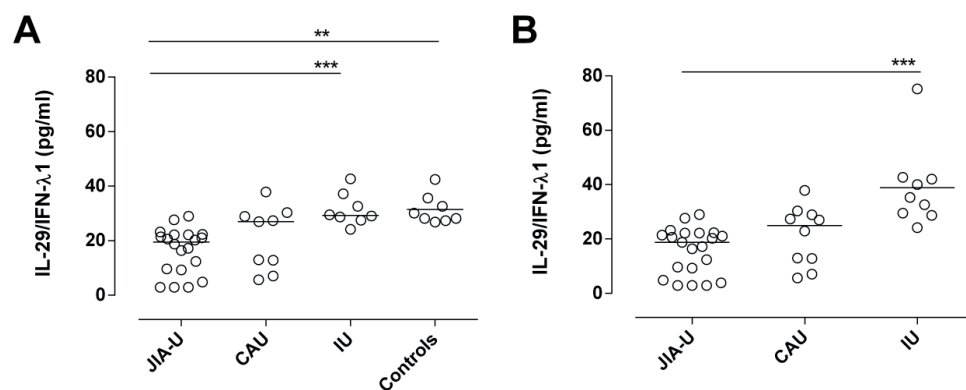 A
**
***
IL-29/IFN-λ1 (pg/ml)
80
60
40
20
0
JIA-U
CAU
IU
Controls
B
***
IL-29/IFN-λ1 (pg/ml)
80
60
40
20
0
JIA-U
CAU
IU